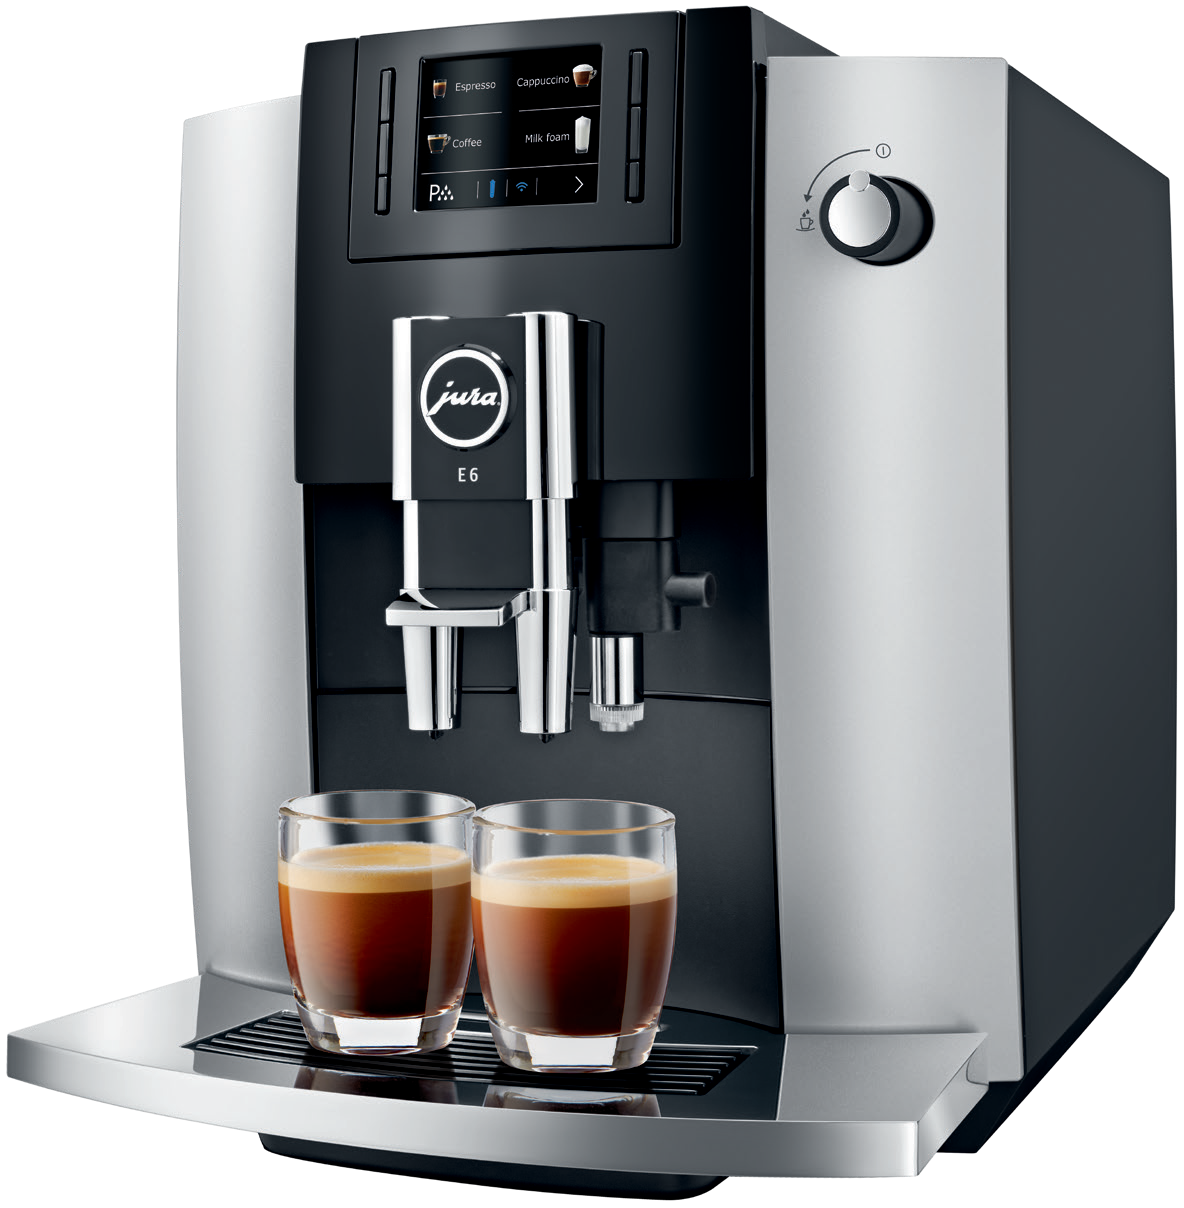 Espresso
Cappuccino
Coffee
Milk foam
P
jura
E6